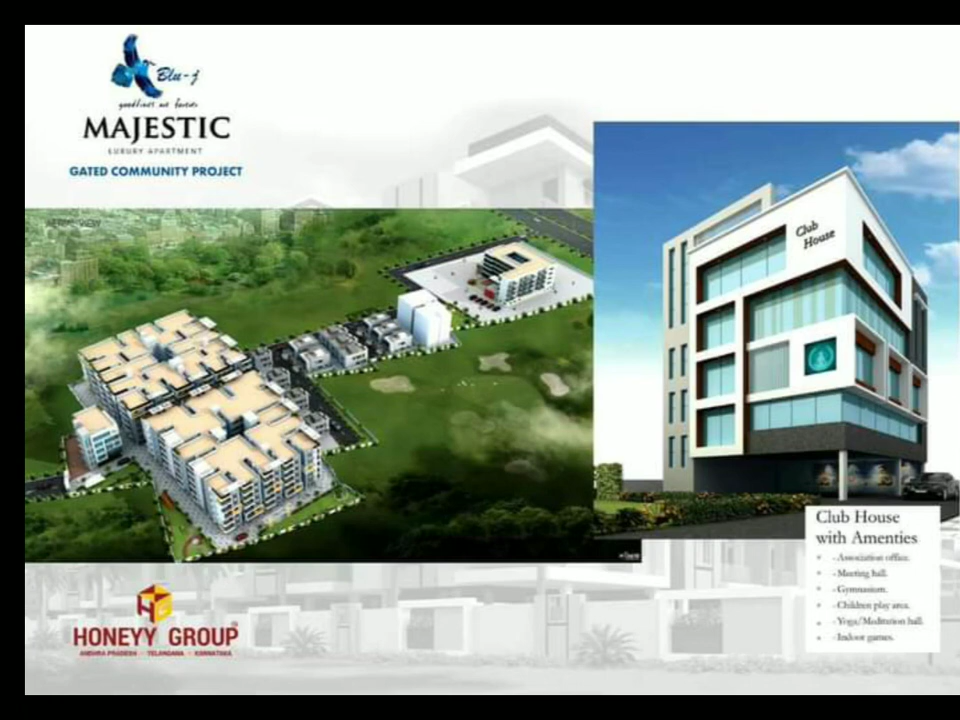 Blu-j
MAJESTIC
LUXURY APARTMENT
GATED COMMUNITY PROJECT
VIEW
Club
House
Club House
with Amenties
- Association office.
- Meeting hall.
- Gymnasium.
- Children play area.
- Yoga/Meditation hall.
- Indoor games.
HONEYY GROUP
ANDHRA PRADESH - TELANGANA - KARNATAKA